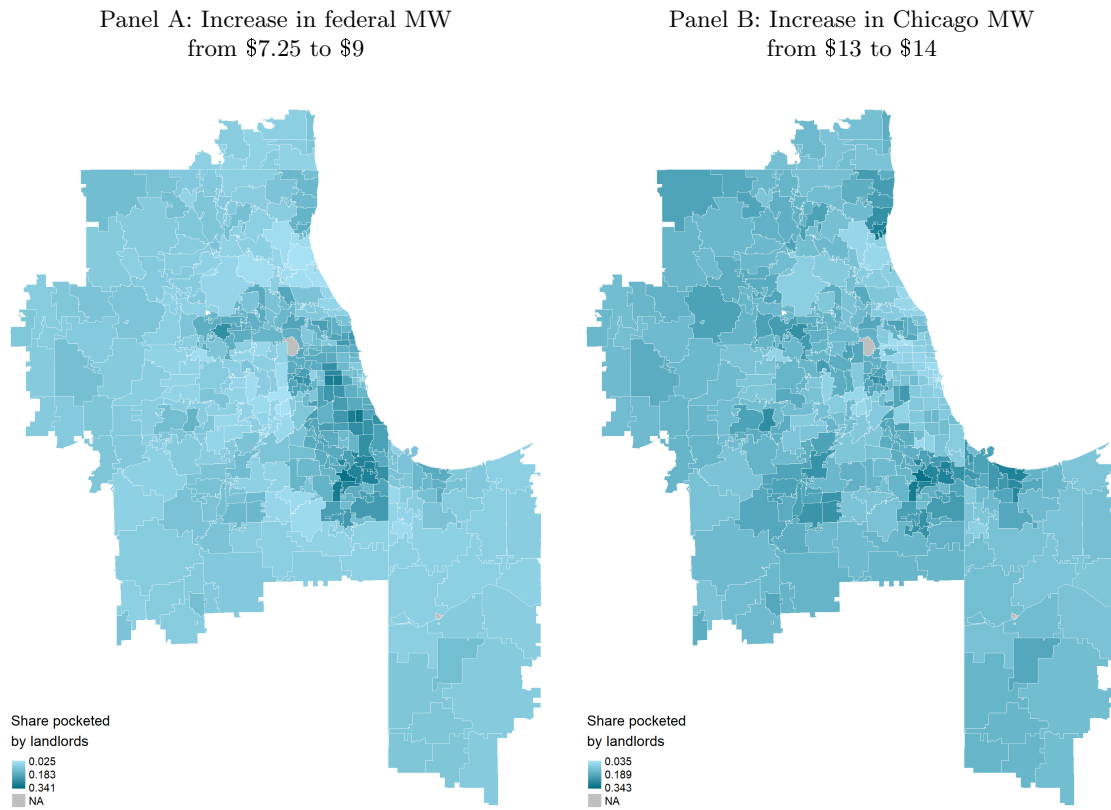 Panel A: Increase in federal MW
from $7.25 to $9
Panel B: Increase in Chicago MW
from $13 to $14
Share pocketed
by landlords
0.025
0.183
0.341
NA
Share pocketed
by landlords
0.035
0.189
0.343
NA